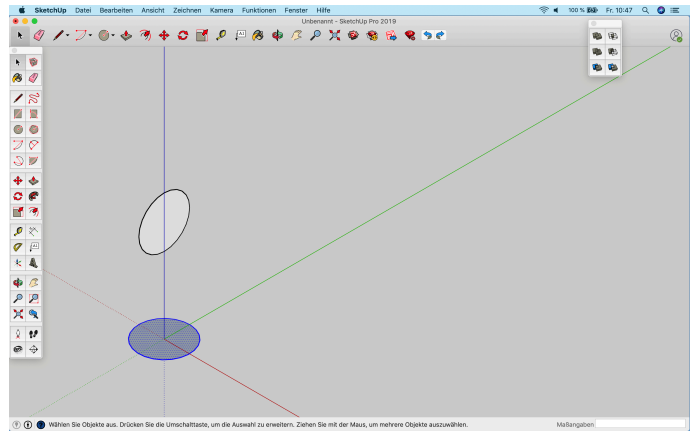 SketchUp Datei Bearbeiten Ansicht Zeichnen Kamera Funktionen Fenster Hilfe 100 % Fr. 10:47
Unbenannt - SketchUp Pro 2019
Wählen Sie Objekte aus. Drücken Sie die Umschalttaste, um die Auswahl zu erweitern. Ziehen Sie mit der Maus, um mehrere Objekte auszuwählen. Maßangaben